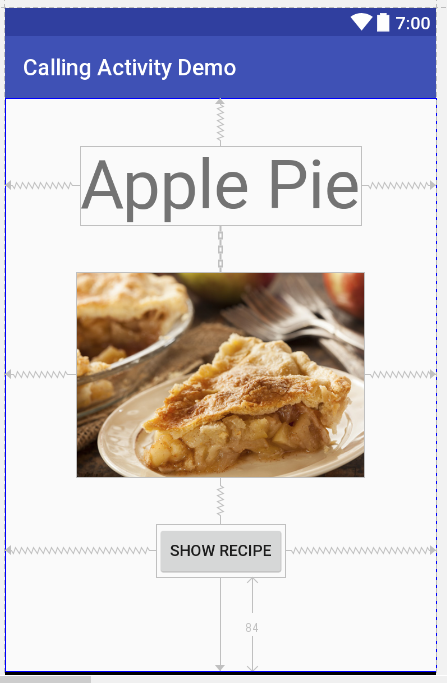 7:00
Calling Activity Demo
Apple Pie
SHOW RECIPE
84